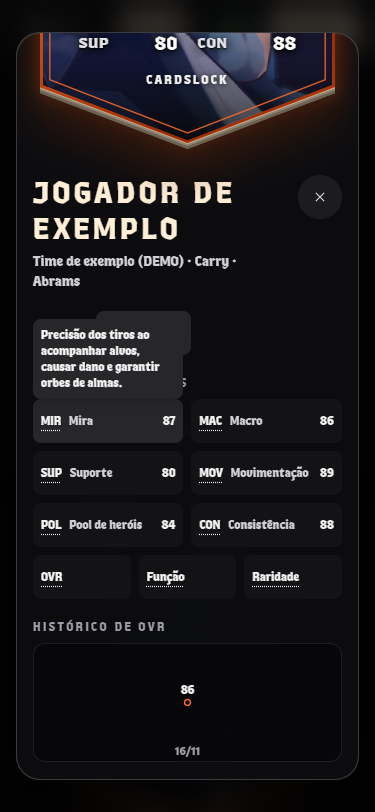 SUP 80 CON 88
CARDSLOCK
JOGADOR DE
EXEMPLO
×
Time de exemplo (DEMO) • Carry •
Abrams
Precisão dos tiros ao
acompanhar alvos,
causar dano e garantir
orbes de almas.
MIR Mira 87 MAC Macro 86
SUP Suporte 80 MOV Movimentação 89
POL Pool de heróis 84 CON Consistência 88
OVR Função Raridade
HISTÓRICO DE OVR
86
16/11